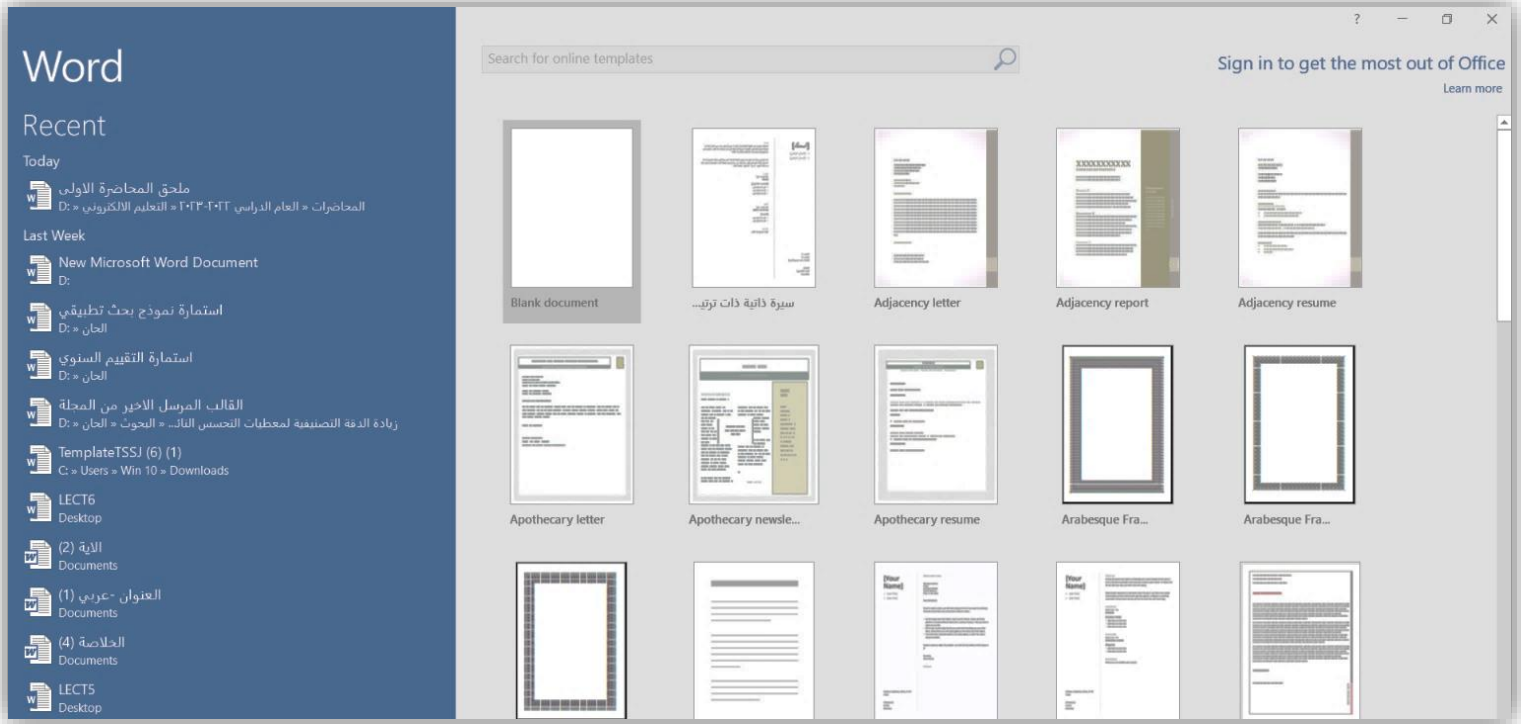 ?
Word
Search for online templates
Sign in to get the most out of Office
Learn more
Recent
Today
ملحق المحاضرة الاولى
D: » التعليم الالكتروني » العام الدراسي ٢٠٢٢-٢٠٢٣ » المحاضرات
Last Week
New Microsoft Word Document
D:
استمارة نموذج بحث تطبيقي
D: » الحان
استمارة التقييم السنوي
D: » الحان
القالب المرسل الاخير من المجلة
D: » الحان » البحوث » زيادة الدقة التصنيفية لمعطيات التحسس النائ...
TemplateTSSJ (6) (1)
C: » Users » Win 10 » Downloads
LECT6
Desktop
الاية (2)
Documents
العنوان -عربي (1)
Documents
الخلاصة (4)
Documents
LECT5
Desktop
Blank document
سيرة ذاتية ذات ترتي...
Adjacency letter
Adjacency report
Adjacency resume
Apothecary letter
Apothecary newsle...
Apothecary resume
Arabesque Fra...
Arabesque Fra...
[Your Name]
[Your Name]